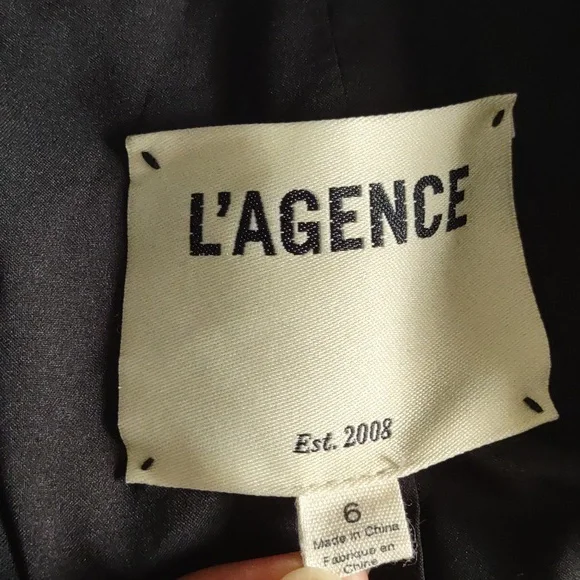 L'AGENCE
Est. 2008
6
Made in China
Fabriqué en
Chine